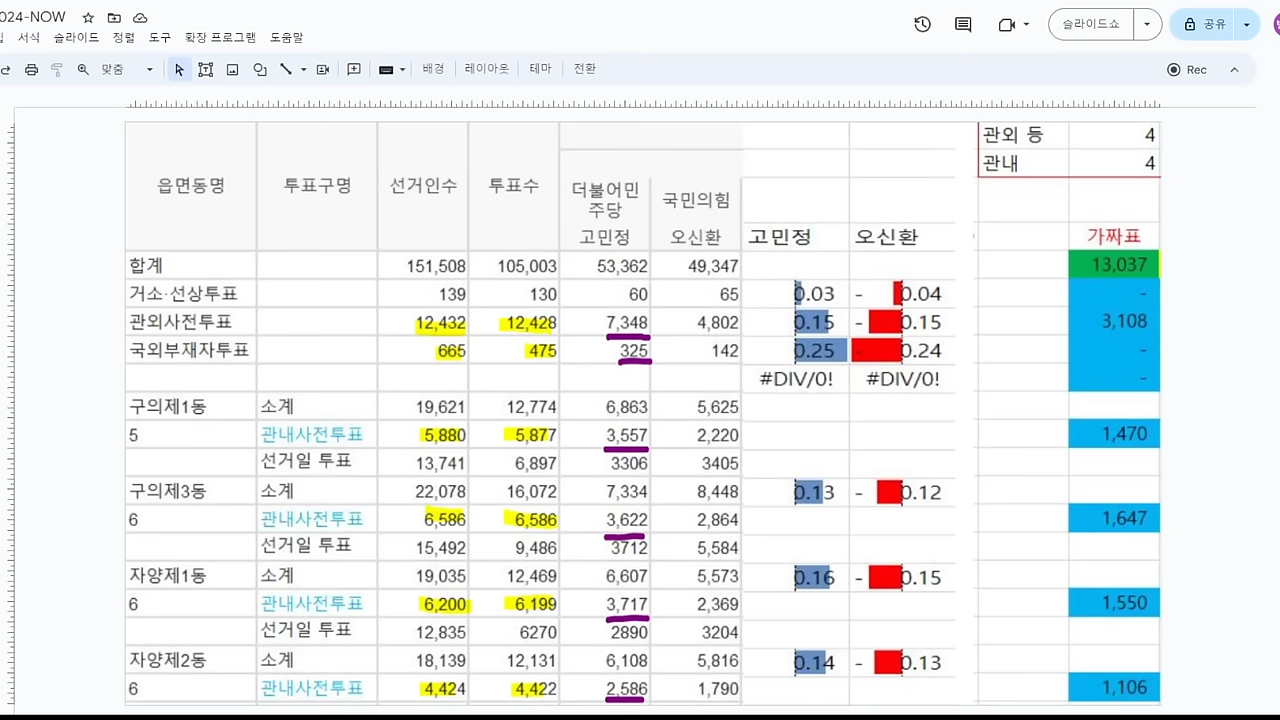 024-NOW
서식 슬라이드 정렬 도구 확장 프로그램 도움말
슬라이드쇼 공유
맞춤 배경 레이아웃 테마 전환 Rec
관외 등 4
관내 4
읍면동명 투표구명 선거인수 투표수 더불어민주당 고민정 국민의힘 오신환 고민정 오신환 가짜표
합계 151,508 105,003 53,362 49,347 13,037
거소·선상투표 139 130 60 65 0.03 - 0.04 -
관외사전투표 12,432 12,428 7,348 4,802 0.15 - 0.15 3,108
국외부재자투표 665 475 325 142 0.25 - 0.24 -
#DIV/0! #DIV/0! -
구의제1동 소계 19,621 12,774 6,863 5,625
5 관내사전투표 5,880 5,877 3,557 2,220 1,470
선거일 투표 13,741 6,897 3306 3405
구의제3동 소계 22,078 16,072 7,334 8,448 0.13 - 0.12
6 관내사전투표 6,586 6,586 3,622 2,864 1,647
선거일 투표 15,492 9,486 3712 5,584
자양제1동 소계 19,035 12,469 6,607 5,573 0.16 - 0.15
6 관내사전투표 6,200 6,199 3,717 2,369 1,550
선거일 투표 12,835 6270 2890 3204
자양제2동 소계 18,139 12,131 6,108 5,816 0.14 - 0.13
6 관내사전투표 4,424 4,422 2,586 1,790 1,106